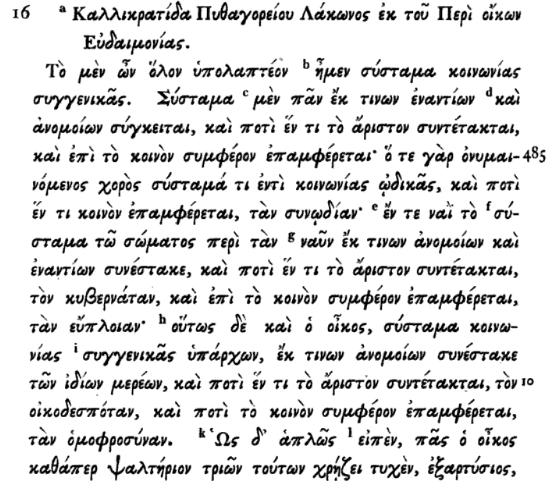 16 ᵃ Καλλικρατίδα Πυθαγορείου Λάκωνος ἐκ τοῦ Περὶ οἴκων
Εὐδαιμονίας.
Τὸ μὲν ὦν ὅλον ὑπολαπτέον ᵇ ἦμεν σύσταμα κοινωνίας
συγγενικᾶς. Σύσταμα ᶜ μὲν πᾶν ἔκ τινων ἐναντίων ᵈ καὶ
ἀνομοίων σύγκειται, καὶ ποτὶ ἕν τι τὸ ἄριστον συντέτακται,
καὶ ἐπὶ τὸ κοινὸν συμφέρον ἐπαμφέρεται· ὅ τε γὰρ ὀνυμαι- 485
νόμενος χορὸς σύσταμά τι ἐντὶ κοινωνίας ᾠδικᾶς, καὶ ποτὶ
ἕν τι κοινὸν ἐπαμφέρεται, τὰν συνῳδίαν· ᵉ ἔν τε ναῒ τὸ ᶠ σύ-
σταμα τῶ σώματος περὶ τὰν ᵍ ναῦν ἔκ τινων ἀνομοίων καὶ
ἐναντίων συνέστακε, καὶ ποτὶ ἕν τι τὸ ἄριστον συντέτακται,
τὸν κυβερνάταν, καὶ ἐπὶ τὸ κοινὸν συμφέρον ἐπαμφέρεται,
τὰν εὔπλοιαν· ʰ οὕτως δὲ καὶ ὁ οἶκος, σύσταμα κοινω-
νίας ⁱ συγγενικᾶς ὑπάρχων, ἔκ τινων ἀνομοίων συνέστακε
τῶν ἰδίων μερέων, καὶ ποτὶ ἕν τι τὸ ἄριστον συντέτακται, τὸν 10
οἰκοδεσπόταν, καὶ ποτὶ τὸ κοινὸν συμφέρον ἐπαμφέρεται,
τὰν ὁμοφροσύναν. ᵏ Ὡς δ’ ἁπλῶς ˡ εἰπὲν, πᾶς ὁ οἶκος
καθάπερ ψαλτήριον τριῶν τούτων χρῄζει τυχὲν, ἐξαρτύσιος,